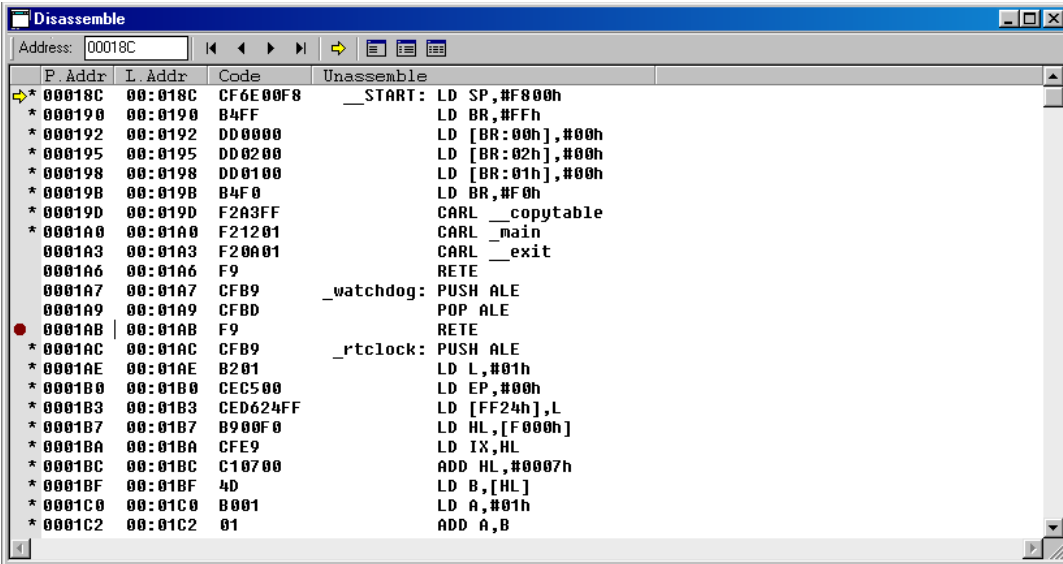 Disassemble
Address: 00018C
P.Addr L.Addr Code Unassemble
* 00018C 00:018C CF6E00F8 __START: LD SP,#F800h
* 000190 00:0190 B4FF LD BR,#FFh
* 000192 00:0192 DD0000 LD [BR:00h],#00h
* 000195 00:0195 DD0200 LD [BR:02h],#00h
* 000198 00:0198 DD0100 LD [BR:01h],#00h
* 00019B 00:019B B4F0 LD BR,#F0h
* 00019D 00:019D F2A3FF CARL __copytable
* 0001A0 00:01A0 F21201 CARL _main
0001A3 00:01A3 F20A01 CARL __exit
0001A6 00:01A6 F9 RETE
0001A7 00:01A7 CFB9 _watchdog: PUSH ALE
0001A9 00:01A9 CFBD POP ALE
0001AB 00:01AB F9 RETE
* 0001AC 00:01AC CFB9 _rtclock: PUSH ALE
* 0001AE 00:01AE B201 LD L,#01h
* 0001B0 00:01B0 CEC500 LD EP,#00h
* 0001B3 00:01B3 CED624FF LD [FF24h],L
* 0001B7 00:01B7 B900F0 LD HL,[F000h]
* 0001BA 00:01BA CFE9 LD IX,HL
* 0001BC 00:01BC C10700 ADD HL,#0007h
* 0001BF 00:01BF 4D LD B,[HL]
* 0001C0 00:01C0 B001 LD A,#01h
* 0001C2 00:01C2 01 ADD A,B